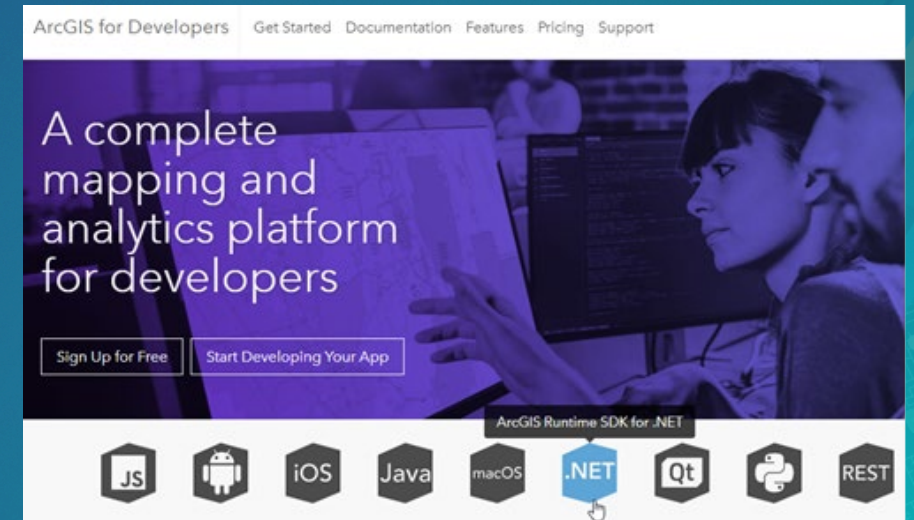 ArcGIS for Developers Get Started Documentation Features Pricing Support
A complete
mapping and
analytics platform
for developers
Sign Up for Free Start Developing Your App
ArcGIS Runtime SDK for .NET
JS iOS Java macOS .NET Qt REST